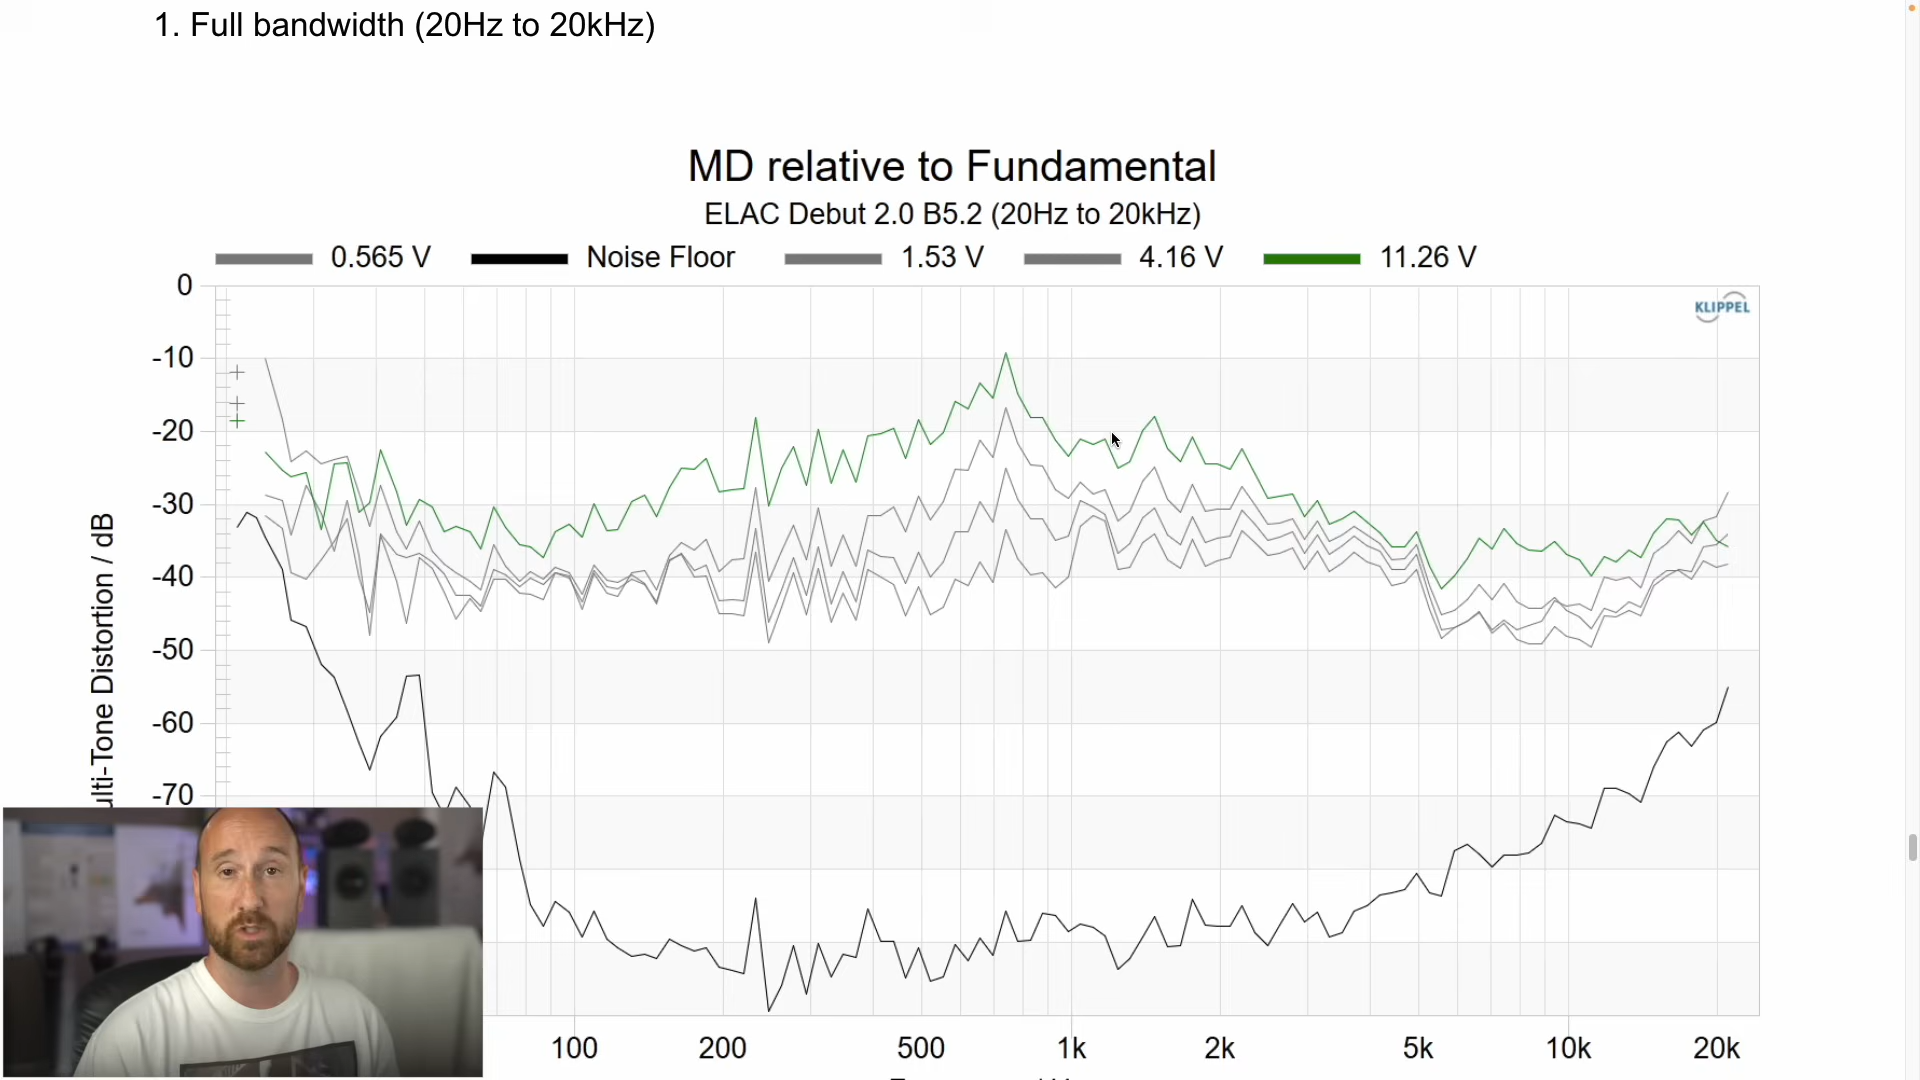 1. Full bandwidth (20Hz to 20kHz)
MD relative to Fundamental
ELAC Debut 2.0 B5.2 (20Hz to 20kHz)
0.565 V Noise Floor 1.53 V 4.16 V 11.26 V
KLIPPEL
0
-10
-20
-30
-40
-50
-60
-70
ulti-Tone Distortion / dB
100 200 500 1k 2k 5k 10k 20k